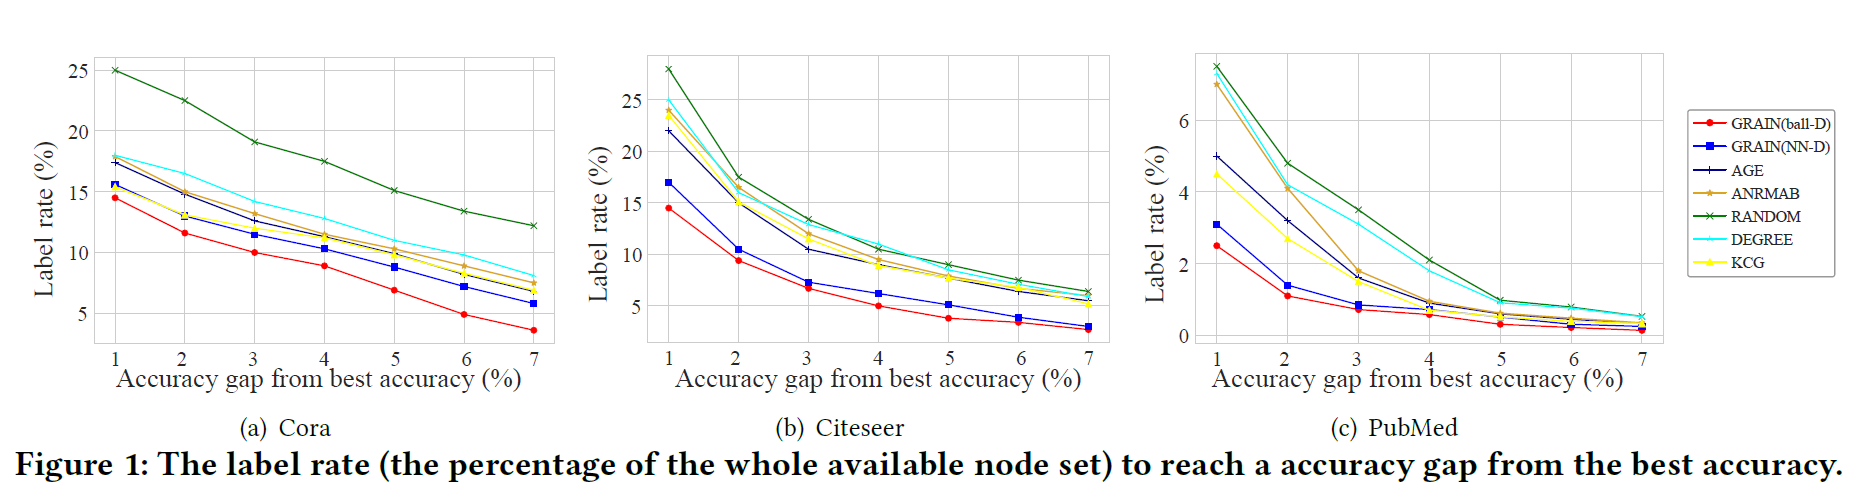 25
20
15
10
5
Label rate (%)
1 2 3 4 5 6 7
Accuracy gap from best accuracy (%)
(a) Cora
25
20
15
10
5
Label rate (%)
1 2 3 4 5 6 7
Accuracy gap from best accuracy (%)
(b) Citeseer
6
4
2
0
Label rate (%)
1 2 3 4 5 6 7
Accuracy gap from best accuracy (%)
(c) PubMed
GRAIN(ball-D)
GRAIN(NN-D)
AGE
ANRMAB
RANDOM
DEGREE
KCG
Figure 1: The label rate (the percentage of the whole available node set) to reach a accuracy gap from the best accuracy.